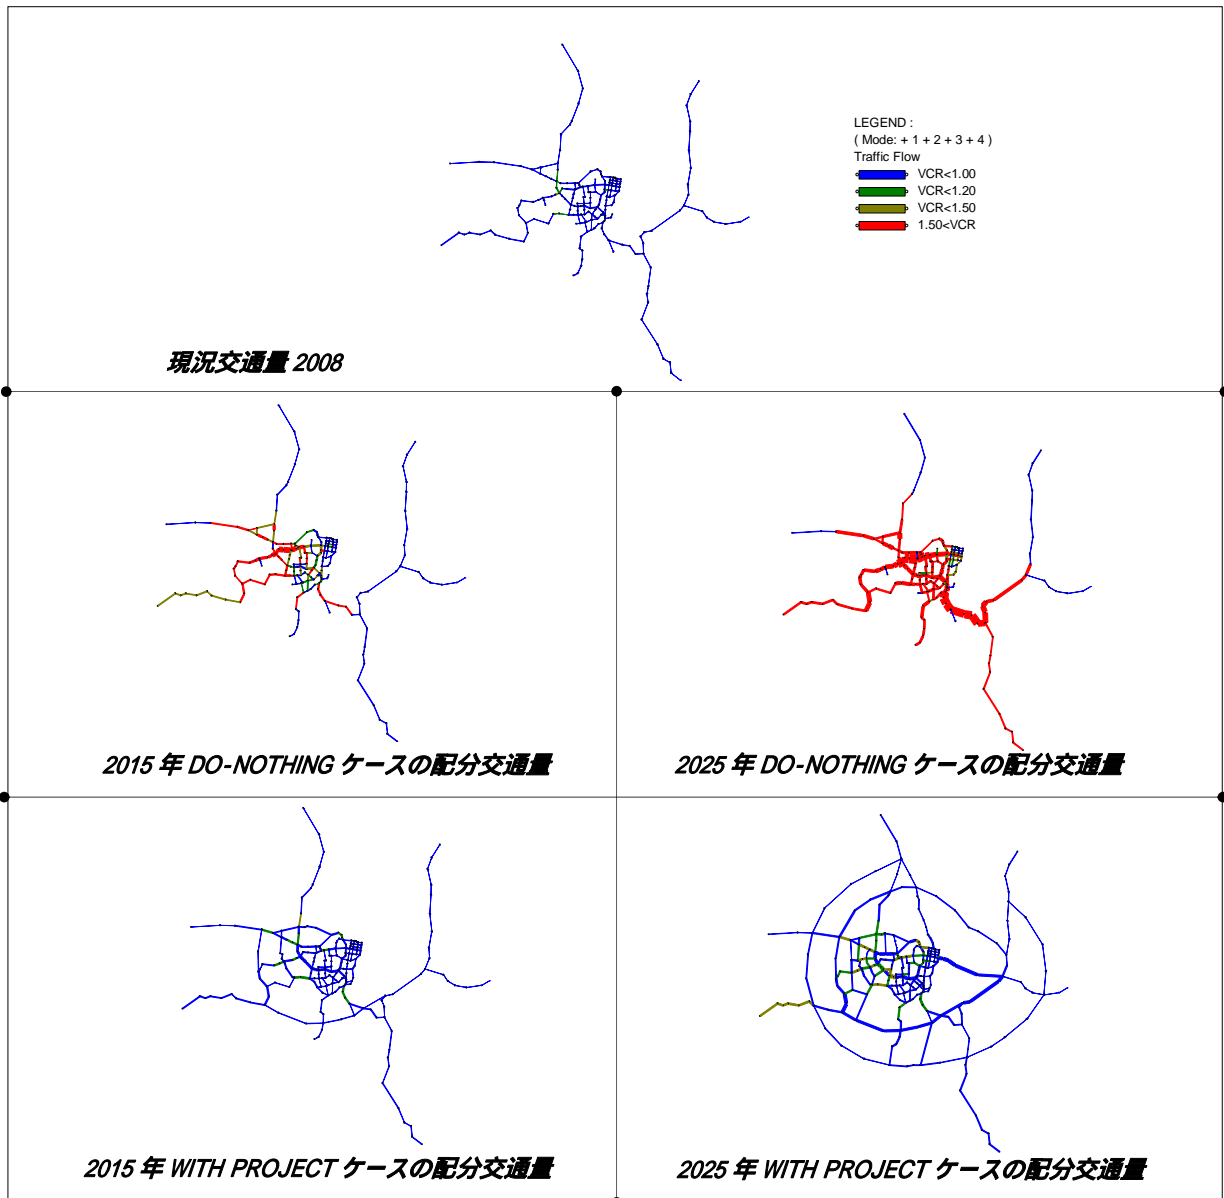 LEGEND :
( Mode: + 1 + 2 + 3 + 4 )
Traffic Flow
VCR<1.00
VCR<1.20
VCR<1.50
1.50<VCR
現況交通量 2008
2015 年 DO-NOTHING ケースの配分交通量
2025 年 DO-NOTHING ケースの配分交通量
2015 年 WITH PROJECT ケースの配分交通量
2025 年 WITH PROJECT ケースの配分交通量